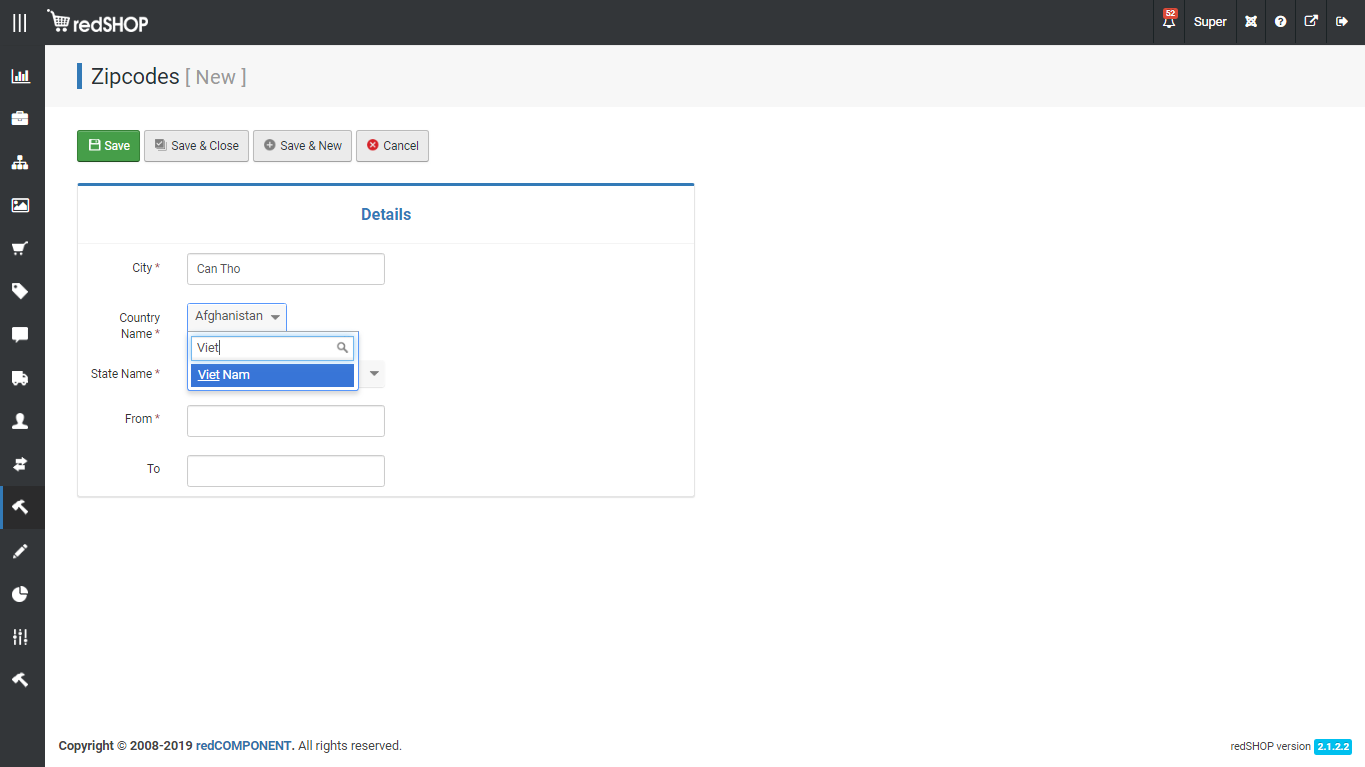 redSHOP
52
Super
Zipcodes [ New ]
Save
Save & Close
Save & New
Cancel
Details
City *
Can Tho
Country
Name *
Afghanistan
Viet
Viet Nam
State Name *
From *
To
Copyright © 2008-2019 redCOMPONENT. All rights reserved.
redSHOP version 2.1.2.2